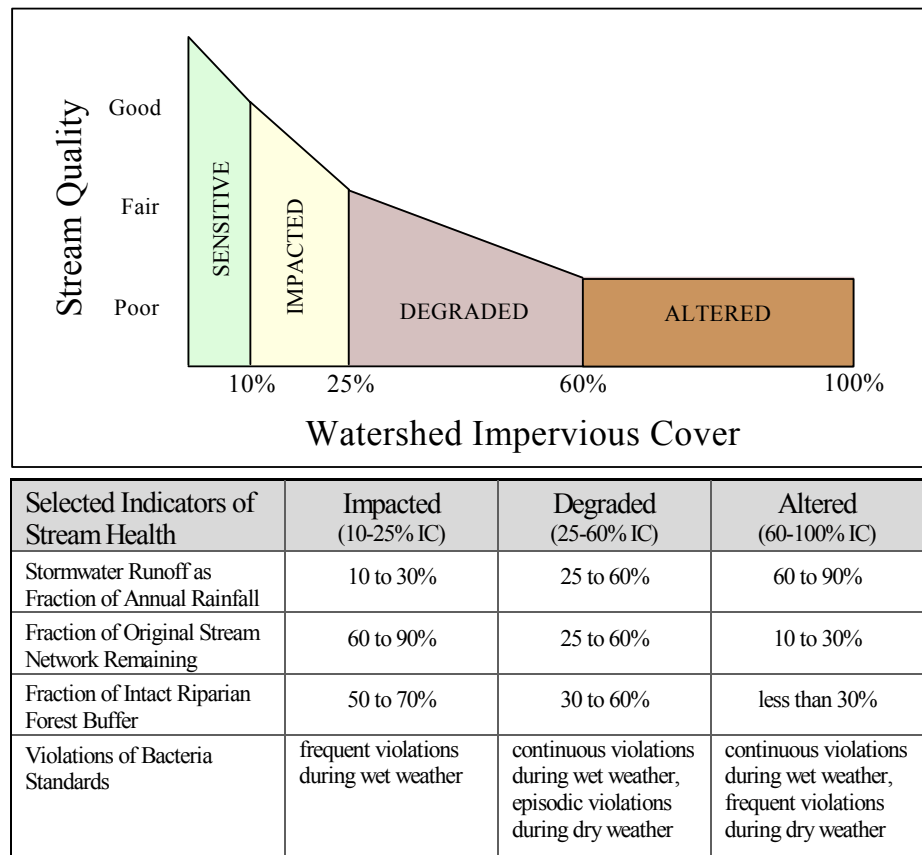 Stream Quality
Good
Fair
Poor
SENSITIVE
IMPACTED
DEGRADED
ALTERED
10%
25%
60%
100%
Watershed Impervious Cover
Selected Indicators of
Stream Health
Impacted
(10-25% IC)
Degraded
(25-60% IC)
Altered
(60-100% IC)
Stormwater Runoff as
Fraction of Annual Rainfall
10 to 30%
25 to 60%
60 to 90%
Fraction of Original Stream
Network Remaining
60 to 90%
25 to 60%
10 to 30%
Fraction of Intact Riparian
Forest Buffer
50 to 70%
30 to 60%
less than 30%
Violations of Bacteria
Standards
frequent violations
during wet weather
continuous violations
during wet weather,
episodic violations
during dry weather
continuous violations
during wet weather,
frequent violations
during dry weather